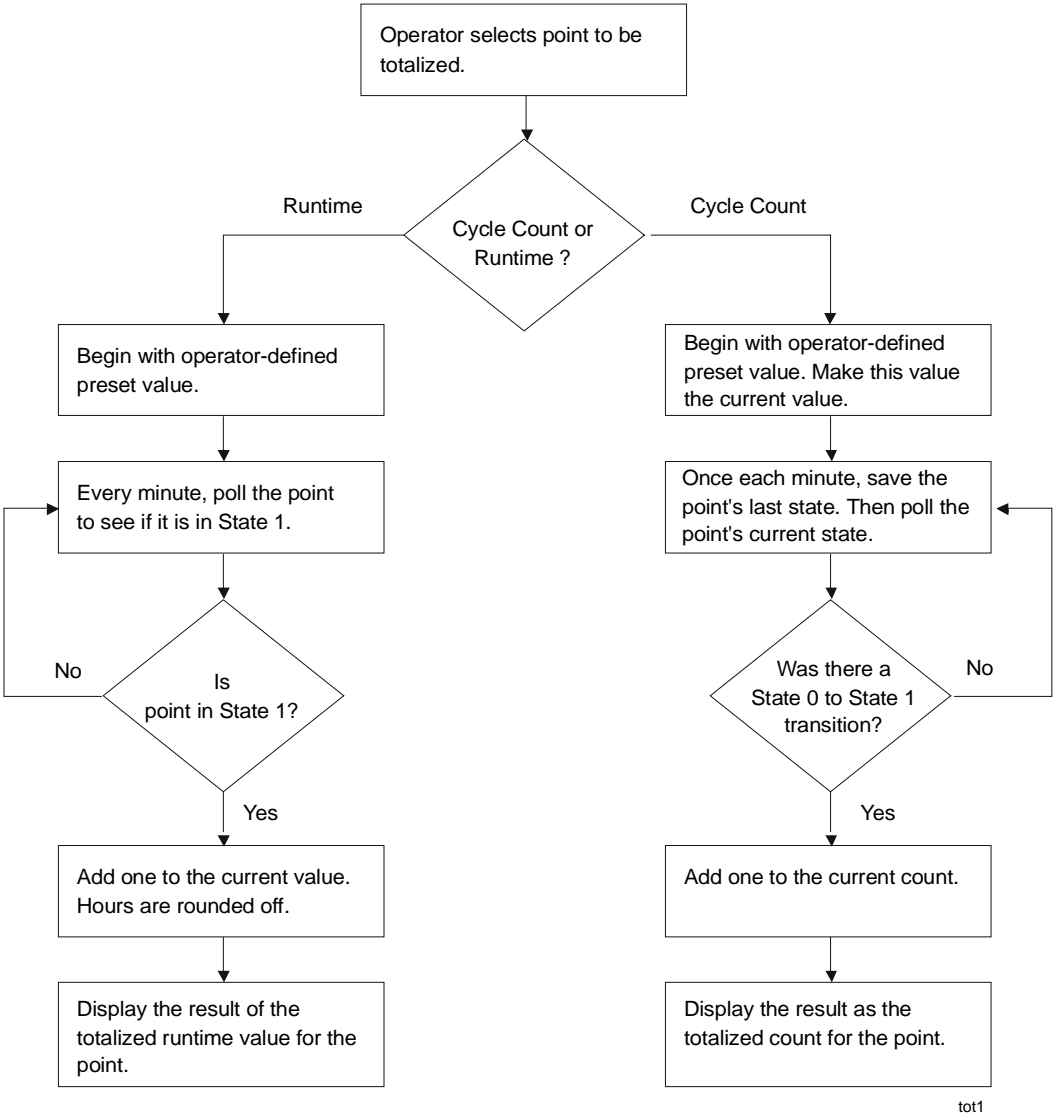 Operator selects point to be
totalized.
Runtime
Cycle Count
Cycle Count or
Runtime ?
Begin with operator-defined
preset value.
Begin with operator-defined
preset value. Make this value
the current value.
Every minute, poll the point
to see if it is in State 1.
Once each minute, save the
point's last state. Then poll the
point's current state.
No
Is
point in State 1?
Was there a
State 0 to State 1
transition?
No
Yes
Yes
Add one to the current value.
Hours are rounded off.
Add one to the current count.
Display the result of the
totalized runtime value for the
point.
Display the result as the
totalized count for the point.
tot1